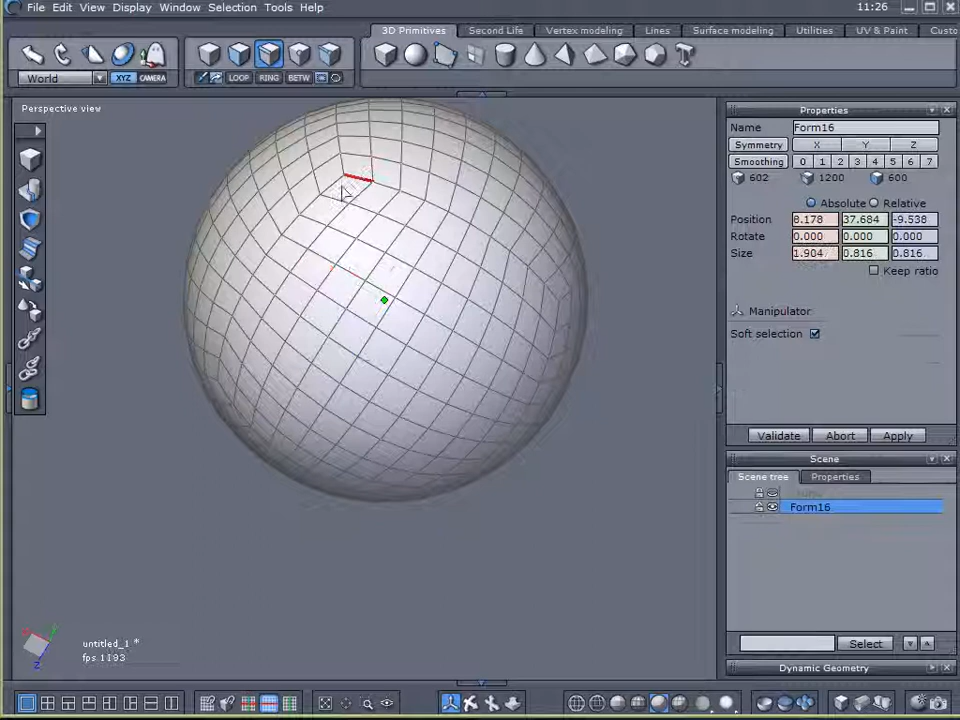 File Edit View Display Window Selection Tools Help 11:26
3D Primitives Second Life Vertex modeling Lines Surface modeling Utilities UV & Paint Custo
World XYZ CAMERA LOOP RING BETW
Perspective view
Properties
Name Form16
Symmetry X Y Z
Smoothing 0 1 2 3 4 5 6 7
602 1200 600
Absolute Relative
Position 8.178 37.684 -9.538
Rotate 0.000 0.000 0.000
Size 1.904 0.816 0.816
Keep ratio
Manipulator
Soft selection
Validate Abort Apply
Scene
Scene tree Properties
Form16
untitled_1 *
fps 1193
Select
Dynamic Geometry